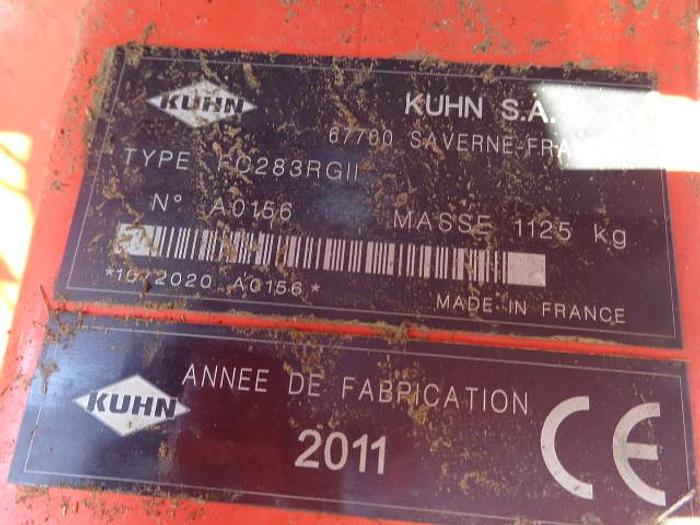 KUHN
KUHN S.A.
67700 SAVERNE-FRA
TYPE FC283RGII
N° A0156 MASSE 1125 kg
A0156*
MADE IN FRANCE
KUHN
ANNEE DE FABRICATION
2011
CE